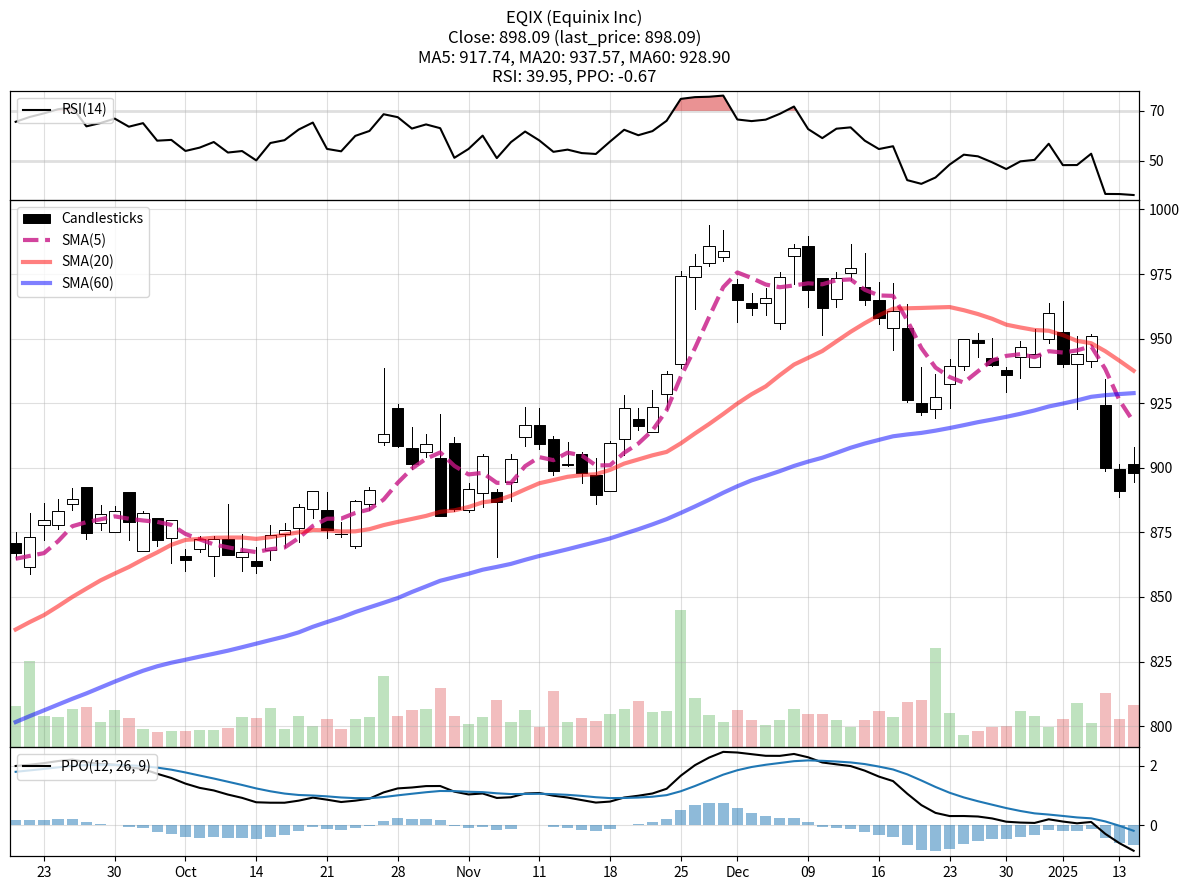 EQIX (Equinix Inc)
Close: 898.09 (last_price: 898.09)
MA5: 917.74, MA20: 937.57, MA60: 928.90
RSI: 39.95, PPO: -0.67
RSI(14)
70
50
Candlesticks
SMA(5)
SMA(20)
SMA(60)
1000
975
950
925
900
875
850
825
800
PPO(12, 26, 9)
2
0
23 30 Oct 14 21 28 Nov 11 18 25 Dec 09 16 23 30 2025 13